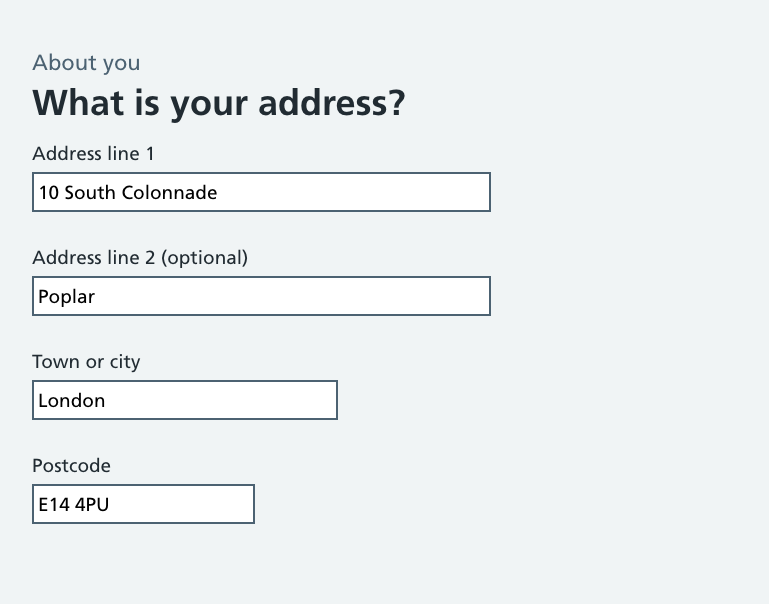 About you
What is your address?
Address line 1
10 South Colonnade
Address line 2 (optional)
Poplar
Town or city
London
Postcode
E14 4PU